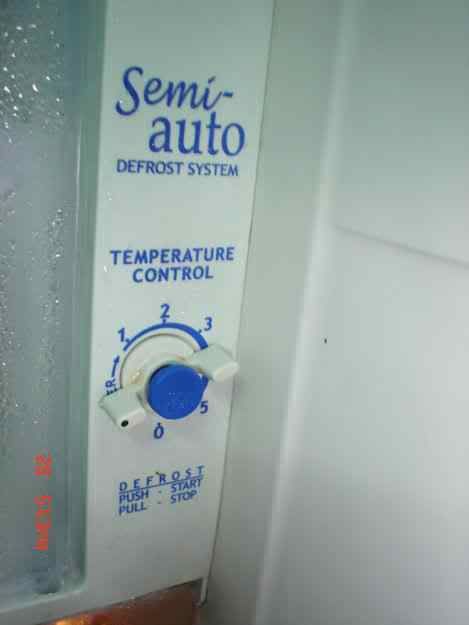 Semi-
auto
DEFROST SYSTEM
TEMPERATURE
CONTROL
1 2 3
5
0
DEFROST
PUSH - START
PULL - STOP